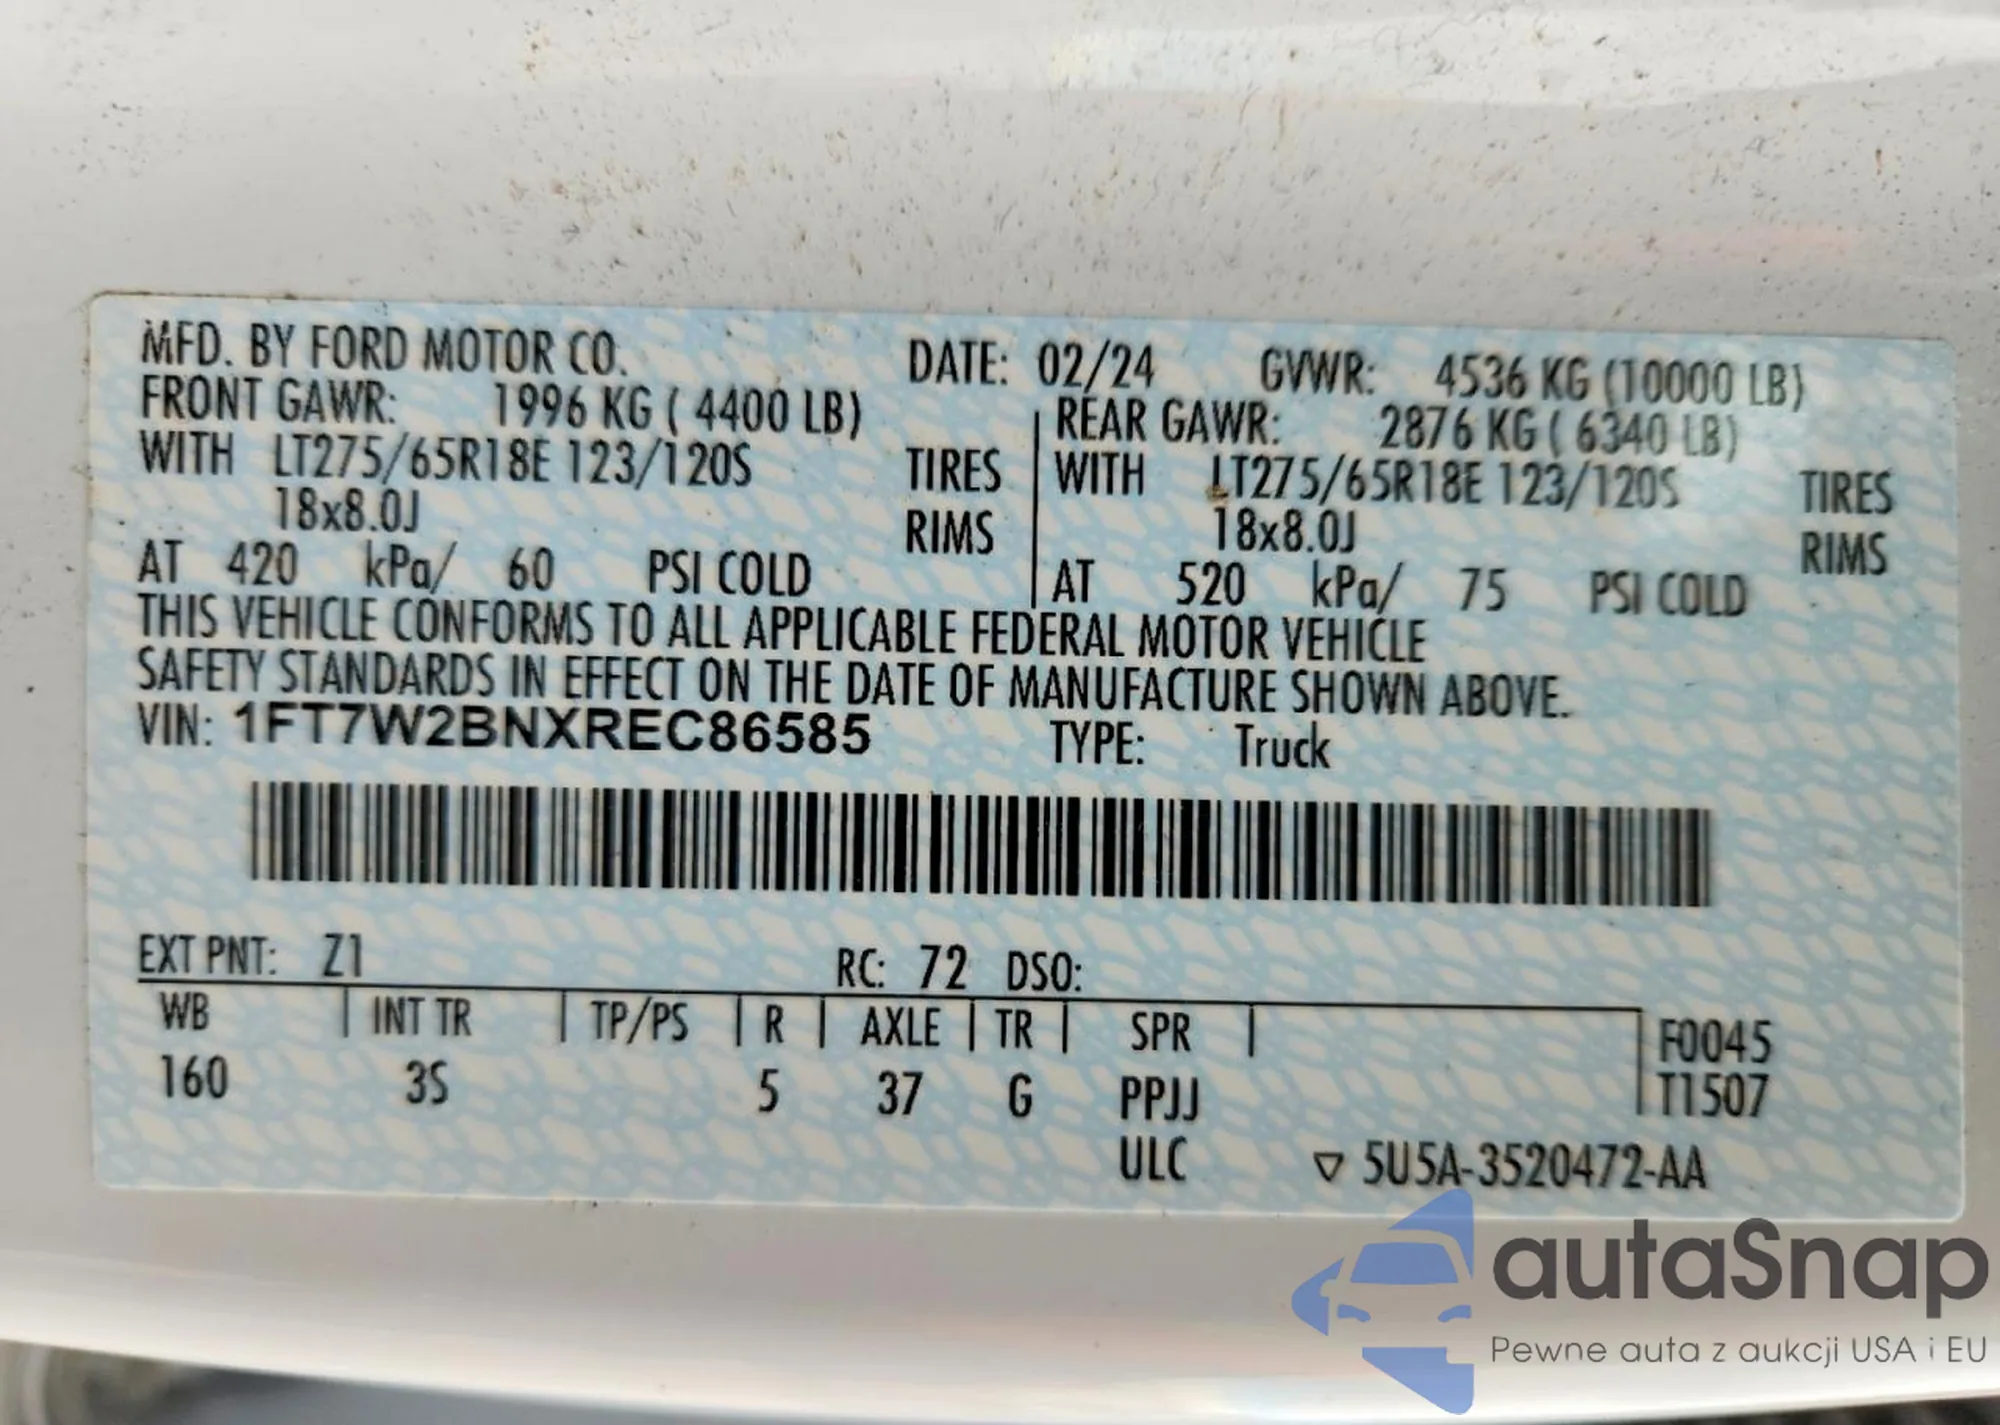 MFD. BY FORD MOTOR CO. DATE: 02/24 GVWR: 4536 KG (10000 LB)
FRONT GAWR: 1996 KG ( 4400 LB) REAR GAWR: 2876 KG ( 6340 LB)
WITH LT275/65R18E 123/120S TIRES WITH LT275/65R18E 123/120S TIRES
18x8.0J RIMS 18x8.0J RIMS
AT 420 kPa/ 60 PSI COLD AT 520 kPa/ 75 PSI COLD
THIS VEHICLE CONFORMS TO ALL APPLICABLE FEDERAL MOTOR VEHICLE
SAFETY STANDARDS IN EFFECT ON THE DATE OF MANUFACTURE SHOWN ABOVE.
VIN: 1FT7W2BNXREC86585 TYPE: Truck
EXT PNT: Z1 RC: 72 DSO:
WB INT TR TP/PS R AXLE TR SPR F0045
160 3S 5 37 G PPJJ T1507
ULC ▽ 5U5A-3520472-AA
autaSnap
Pewne auta z aukcji USA i EU